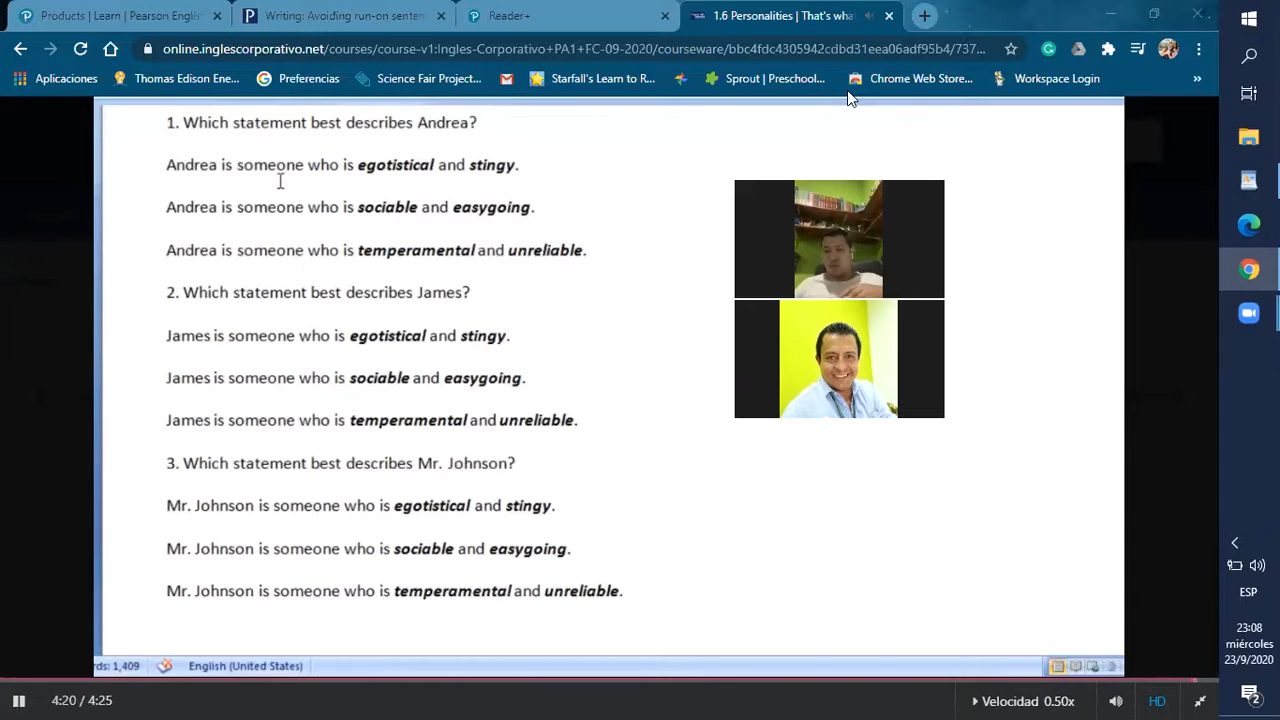 Products | Learn | Pearson Englis
Writing: Avoiding run-on senten
Reader+
1.6 Personalities | That's what
online.inglescorporativo.net/courses/course-v1:Ingles-Corporativo+PA1+FC-09-2020/courseware/bbc4fdc4305942cdbd31eea06adf95b4/737...
Aplicaciones
Thomas Edison Ene...
Preferencias
Science Fair Project...
Starfall's Learn to R...
Sprout | Preschool...
Chrome Web Store...
Workspace Login
»
1. Which statement best describes Andrea?
Andrea is someone who is egotistical and stingy.
Andrea is someone who is sociable and easygoing.
Andrea is someone who is temperamental and unreliable.
2. Which statement best describes James?
James is someone who is egotistical and stingy.
James is someone who is sociable and easygoing.
James is someone who is temperamental and unreliable.
3. Which statement best describes Mr. Johnson?
Mr. Johnson is someone who is egotistical and stingy.
Mr. Johnson is someone who is sociable and easygoing.
Mr. Johnson is someone who is temperamental and unreliable.
rds: 1,409
English (United States)
4:20 / 4:25
Velocidad 0.50x
HD
ESP
23:08
miércoles
23/9/2020
2